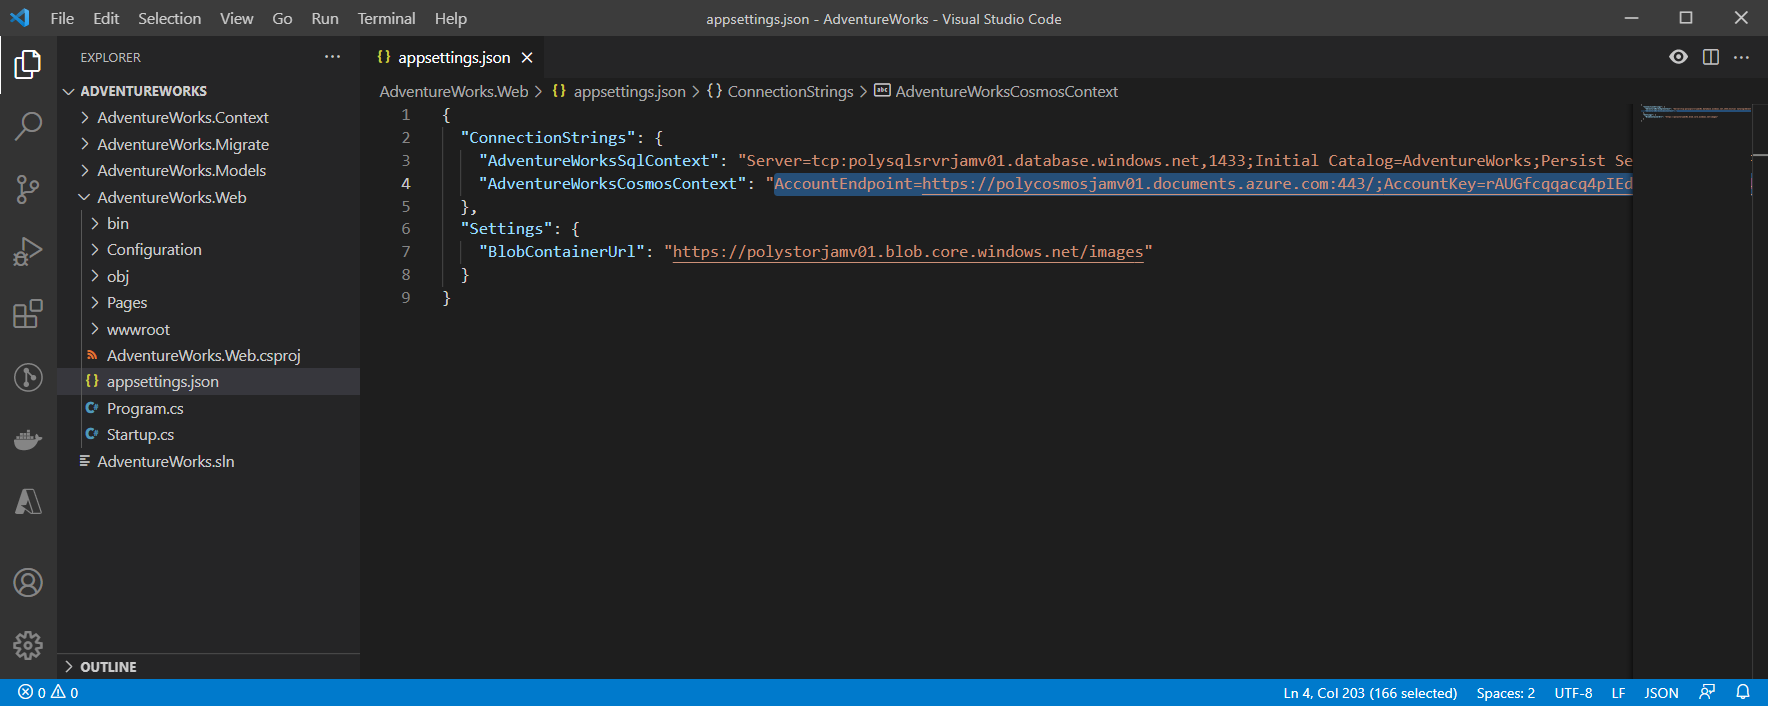 File Edit Selection View Go Run Terminal Help
appsettings.json - AdventureWorks - Visual Studio Code
EXPLORER
ADVENTUREWORKS
AdventureWorks.Context
AdventureWorks.Migrate
AdventureWorks.Models
AdventureWorks.Web
bin
Configuration
obj
Pages
wwwroot
AdventureWorks.Web.csproj
{} appsettings.json
C# Program.cs
C# Startup.cs
AdventureWorks.sln
OUTLINE
{} appsettings.json
AdventureWorks.Web > {} appsettings.json > {} ConnectionStrings > abc AdventureWorksCosmosContext
1 {
2 "ConnectionStrings": {
3 "AdventureWorksSqlContext": "Server=tcp:polysqlsrvrjamv01.database.windows.net,1433;Initial Catalog=AdventureWorks;Persist Se
4 "AdventureWorksCosmosContext": "AccountEndpoint=https://polycosmosjamv01.documents.azure.com:443/;AccountKey=rAUGfcqqacq4pIEd
5 },
6 "Settings": {
7 "BlobContainerUrl": "https://polystorjamv01.blob.core.windows.net/images"
8 }
9 }
0 0
Ln 4, Col 203 (166 selected) Spaces: 2 UTF-8 LF JSON